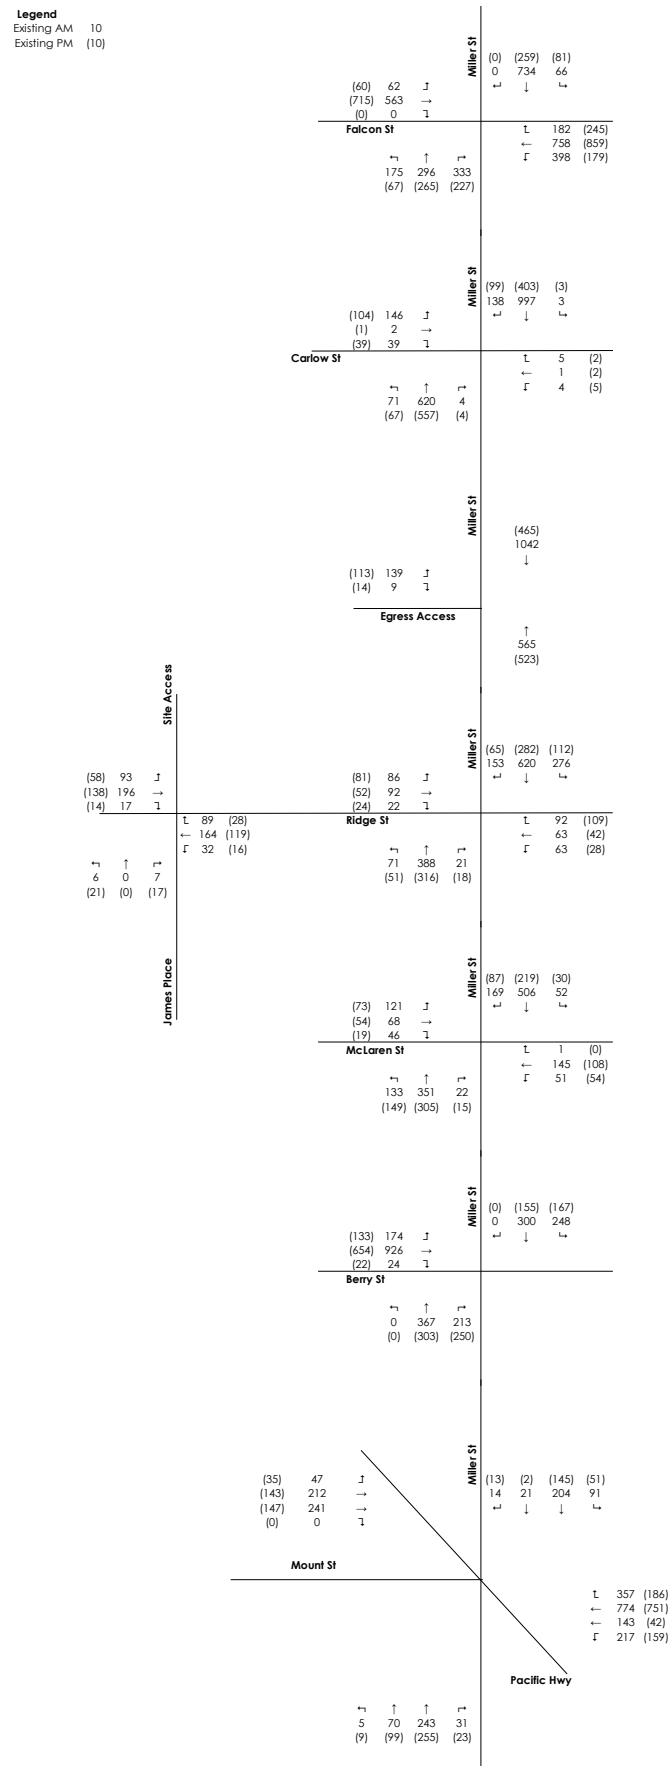 Legend
Existing AM 10
Existing PM (10)
Miller St
(0) (259) (81)
0 734 66
↵ ↓ ↳
(60) 62 ↥
(715) 563 →
(0) 0 ↴
Falcon St
↥ 182 (245)
← 758 (859)
↧ 398 (179)
↰ ↑ ↱
175 296 333
(67) (265) (227)
Miller St
(99) (403) (3)
138 997 3
↵ ↓ ↳
(104) 146 ↥
(1) 2 →
(39) 39 ↴
Carlow St
↥ 5 (2)
← 1 (2)
↧ 4 (5)
↰ ↑ ↱
71 620 4
(67) (557) (4)
Miller St
(465)
1042
↓
(113) 139 ↥
(14) 9 ↴
Egress Access
↑
565
(523)
Site Access
Miller St
(65) (282) (112)
153 620 276
↵ ↓ ↳
(58) 93 ↥
(138) 196 →
(14) 17 ↴
(81) 86 ↥
(52) 92 →
(24) 22 ↴
Ridge St
↥ 89 (28)
← 164 (119)
↧ 32 (16)
↥ 92 (109)
← 63 (42)
↧ 63 (28)
↰ ↑ ↱
6 0 7
(21) (0) (17)
↰ ↑ ↱
71 388 21
(51) (316) (18)
James Place
Miller St
(87) (219) (30)
169 506 52
↵ ↓ ↳
(73) 121 ↥
(54) 68 →
(19) 46 ↴
McLaren St
↥ 1 (0)
← 145 (108)
↧ 51 (54)
↰ ↑ ↱
133 351 22
(149) (305) (15)
Miller St
(0) (155) (167)
0 300 248
↵ ↓ ↳
(133) 174 ↥
(654) 926 →
(22) 24 ↴
Berry St
↰ ↑ ↱
0 367 213
(0) (303) (250)
Miller St
(13) (2) (145) (51)
14 21 204 91
↵ ↓ ↓ ↳
(35) 47 ↥
(143) 212 →
(147) 241 →
(0) 0 ↴
Mount St
↥ 357 (186)
← 774 (751)
← 143 (42)
↧ 217 (159)
Pacific Hwy
↰ ↑ ↑ ↱
5 70 243 31
(9) (99) (255) (23)